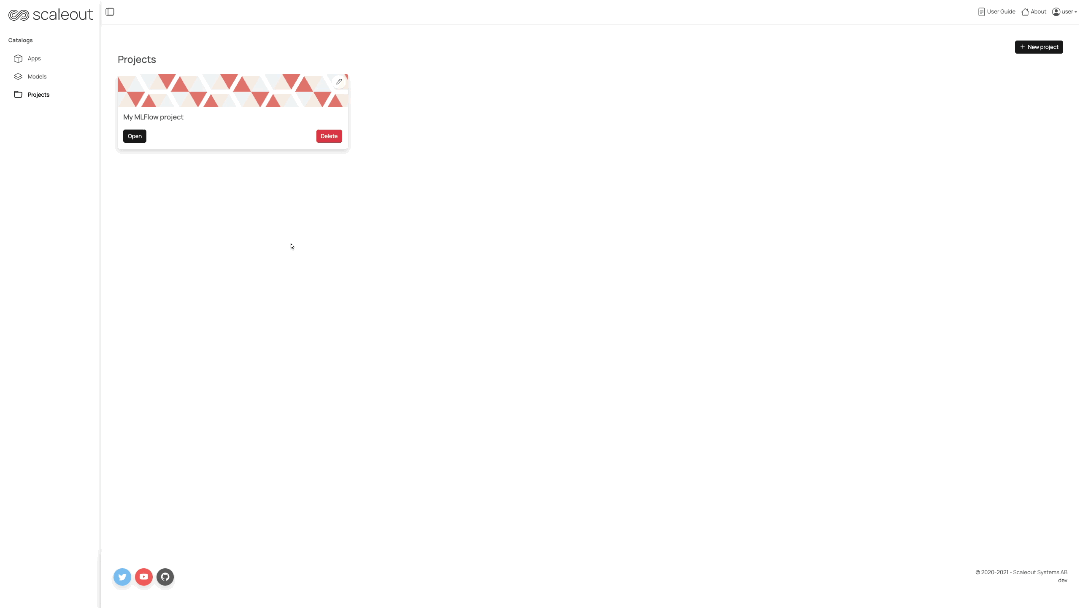 scaleout
User Guide
About
user
Catalogs
Apps
Models
Projects
New project
Projects
My MLFlow project
Open
Delete
© 2020-2021 - Scaleout Systems AB
dev